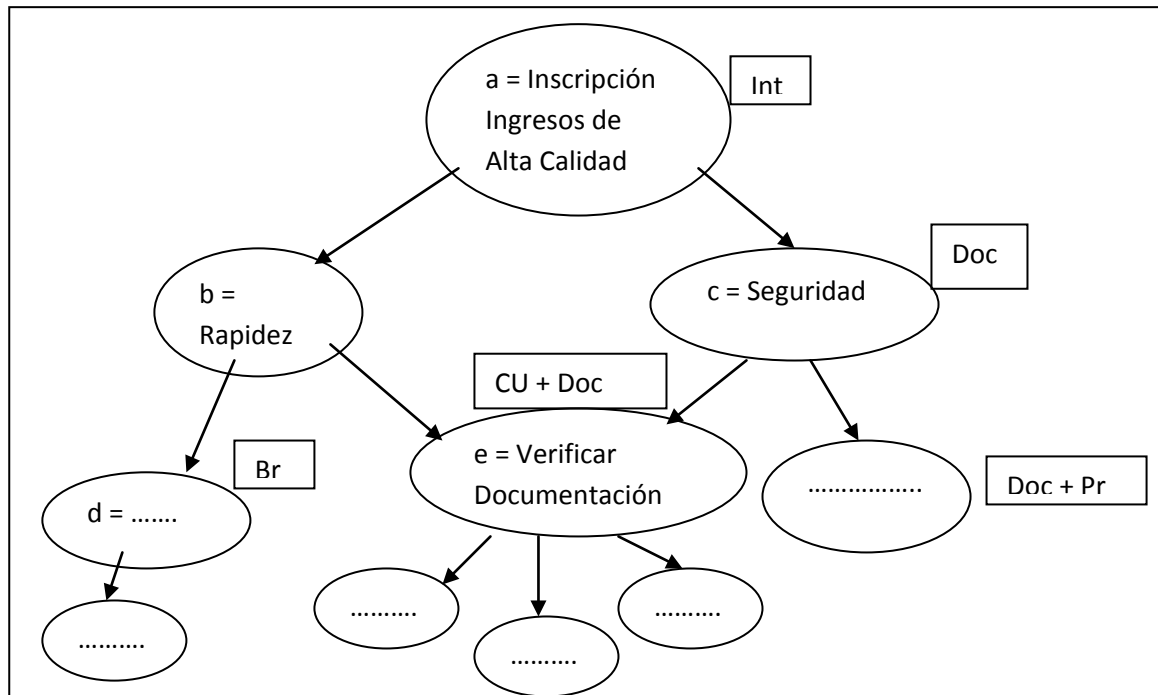 a = Inscripción
Ingresos de
Alta Calidad
Int
b =
Rapidez
c = Seguridad
Doc
CU + Doc
e = Verificar
Documentación
Br
d = .......
.................
Doc + Pr
..........
..........
..........
..........